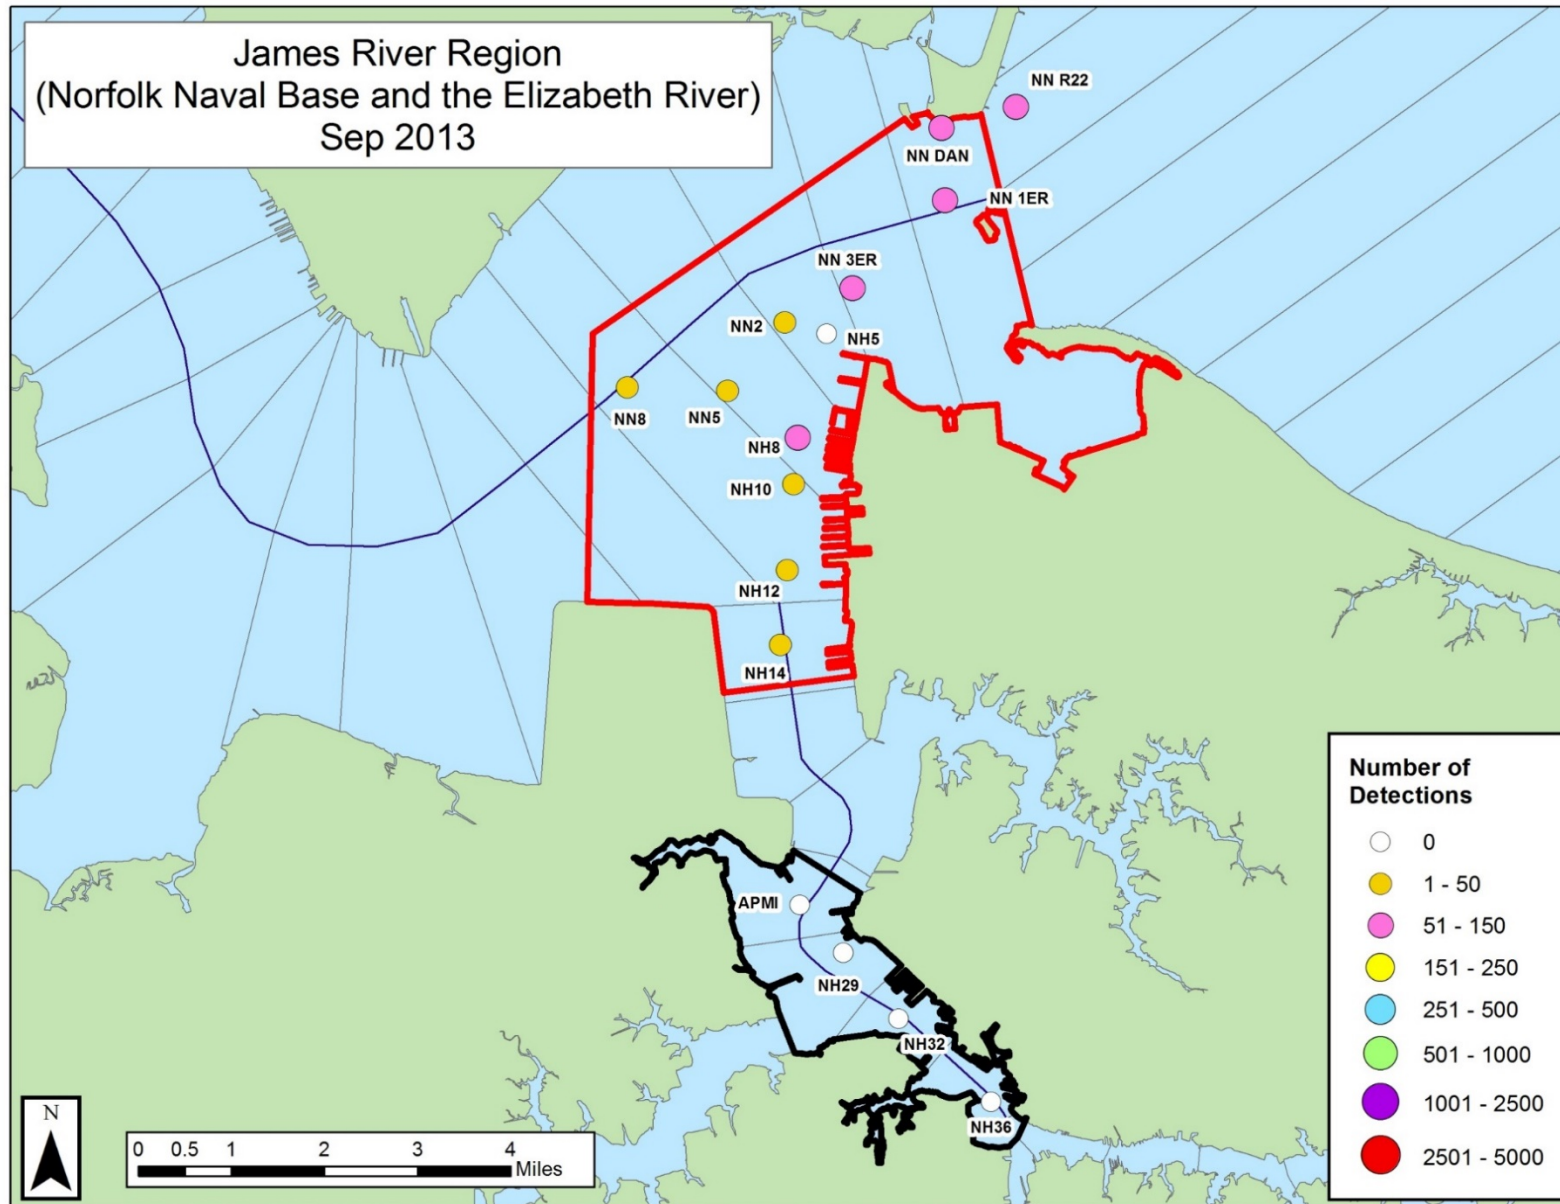 James River Region
(Norfolk Naval Base and the Elizabeth River)
Sep 2013
NN R22
NN DAN
NN 1ER
NN 3ER
NN2
NH5
NN8
NN5
NH8
NH10
NH12
NH14
APMI
NH29
NH32
NH36
Number of
Detections
0
1 - 50
51 - 150
151 - 250
251 - 500
501 - 1000
1001 - 2500
2501 - 5000
N
0 0.5 1 2 3 4
Miles